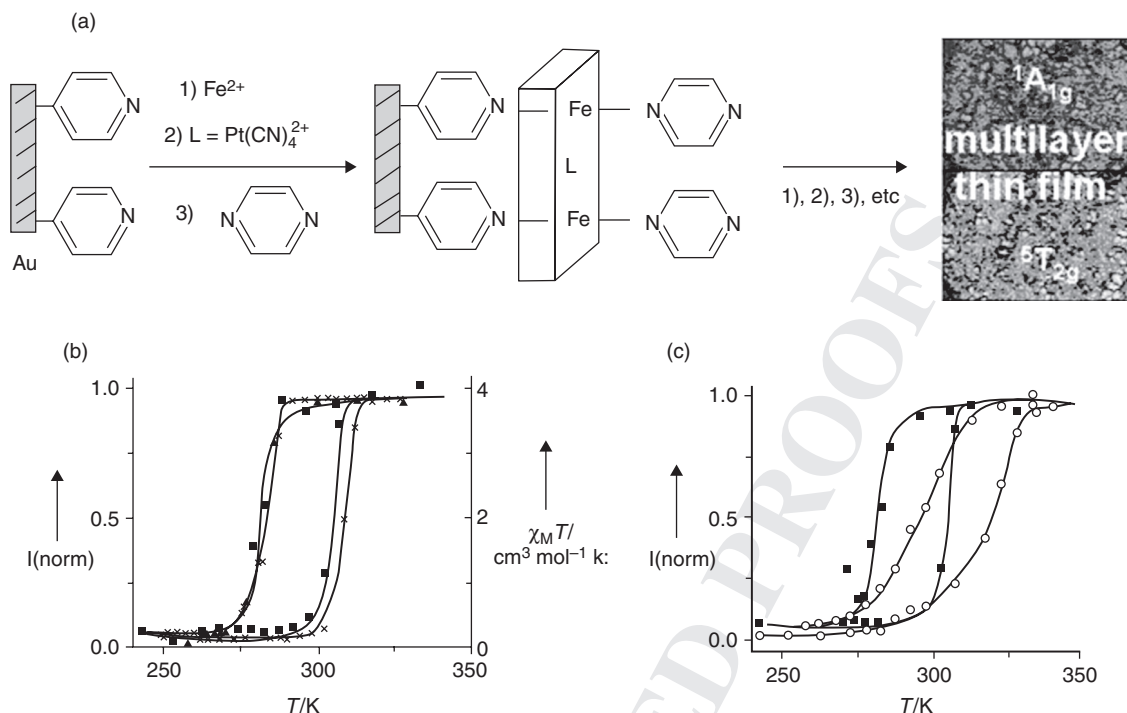 (a)
N
N
Au
1) Fe²⁺
2) L = Pt(CN)₄²⁺
3) N N
N
N
Fe
Fe
L
N N
N N
1), 2), 3), etc
¹A₁g
multilayer
thin film
⁵T₂g
(b)
1.0
0.5
0.0
I(norm)
4
2
0
χMT/
cm³ mol⁻¹ k:
250 300 350
T/K
(c)
1.0
0.5
0.0
I(norm)
250 300 350
T/K
ED PROOFS